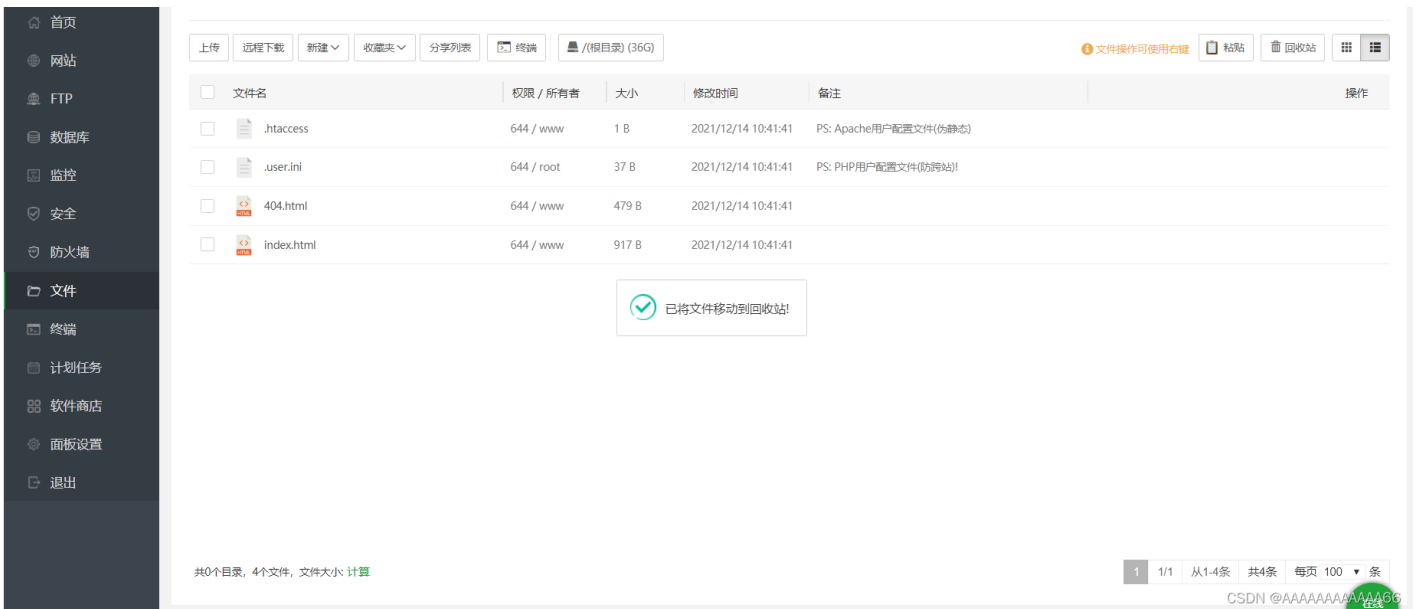 首页
网站
FTP
数据库
监控
安全
防火墙
文件
终端
计划任务
软件商店
面板设置
退出
上传 远程下载 新建 收藏夹 分享列表 终端 /(根目录) (36G) 文件操作可使用右键 粘贴 回收站
文件名 权限 / 所有者 大小 修改时间 备注 操作
.htaccess 644 / www 1 B 2021/12/14 10:41:41 PS: Apache用户配置文件(伪静态)
.user.ini 644 / root 37 B 2021/12/14 10:41:41 PS: PHP用户配置文件(防跨站)!
404.html 644 / www 479 B 2021/12/14 10:41:41
index.html 644 / www 917 B 2021/12/14 10:41:41
已将文件移动到回收站!
共0个目录，4个文件，文件大小: 计算 1 1/1 从1-4条 共4条 每页 100 条
CSDN @AAAAAAAAAAAA66
在线